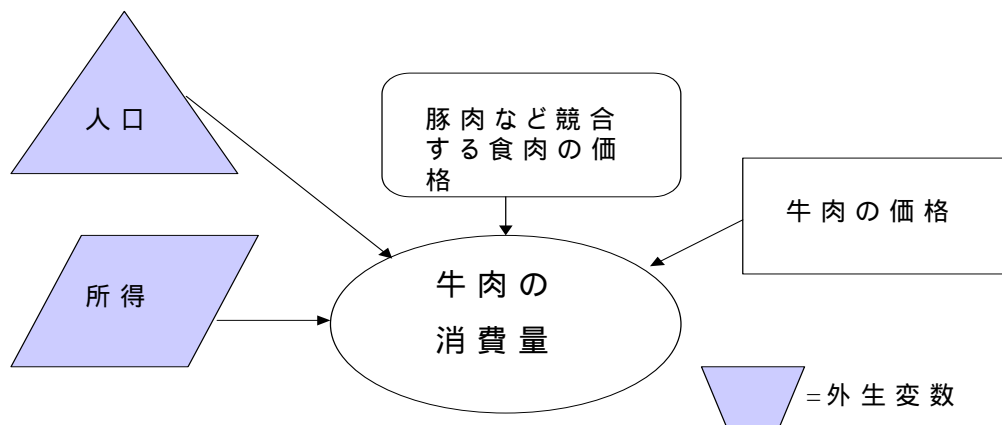 人口
豚肉など競合
する食肉の価
格
牛肉の価格
所得
牛肉の
消費量
=外生変数